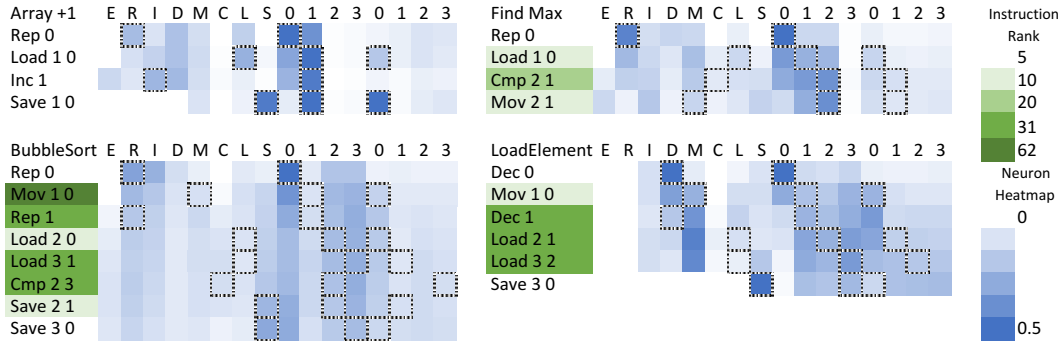 Array +1 E R I D M C L S 0 1 2 3 0 1 2 3
Rep 0
Load 1 0
Inc 1
Save 1 0
Find Max E R I D M C L S 0 1 2 3 0 1 2 3
Rep 0
Load 1 0
Cmp 2 1
Mov 2 1
Instruction
Rank
5
10
20
31
62
BubbleSort E R I D M C L S 0 1 2 3 0 1 2 3
Rep 0
Mov 1 0
Rep 1
Load 2 0
Load 3 1
Cmp 2 3
Save 2 1
Save 3 0
LoadElement E R I D M C L S 0 1 2 3 0 1 2 3
Dec 0
Mov 1 0
Dec 1
Load 2 1
Load 3 2
Save 3 0
Neuron
Heatmap
0
0.5